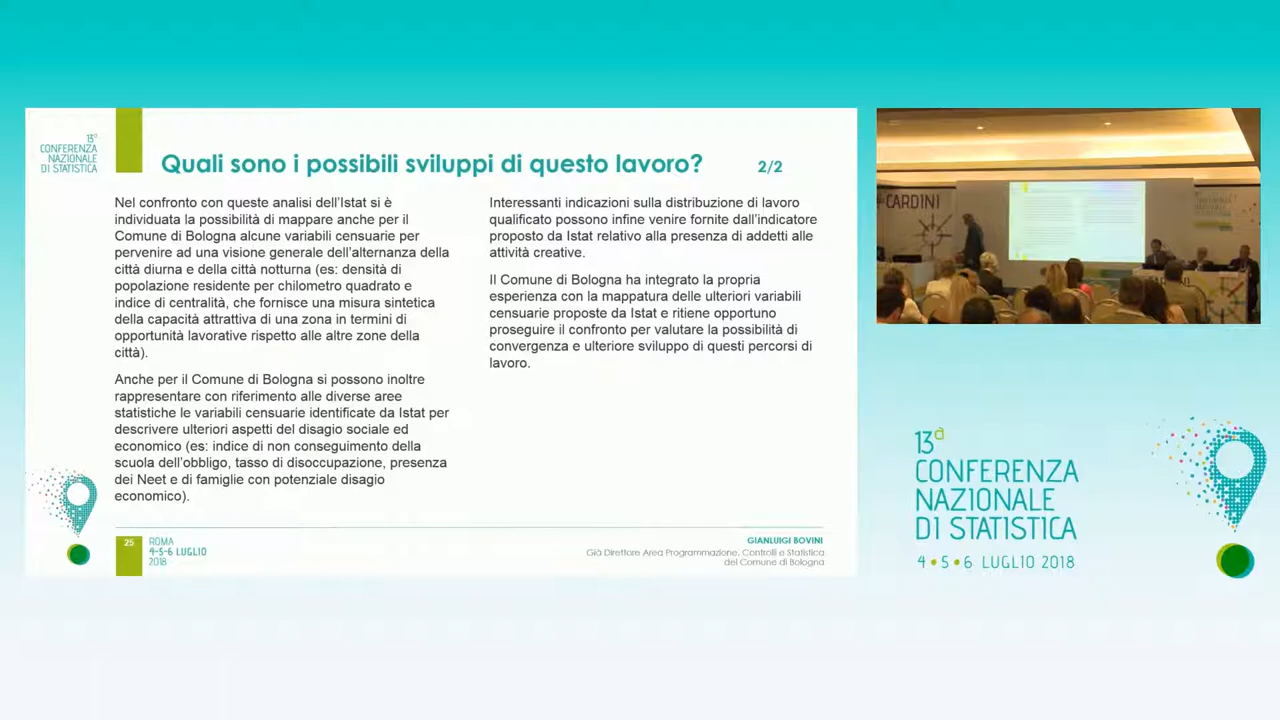 13ª
CONFERENZA
NAZIONALE
DI STATISTICA
Quali sono i possibili sviluppi di questo lavoro? 2/2
Nel confronto con queste analisi dell'Istat si è
individuata la possibilità di mappare anche per il
Comune di Bologna alcune variabili censuarie per
pervenire ad una visione generale dell'alternanza della
città diurna e della città notturna (es: densità di
popolazione residente per chilometro quadrato e
indice di centralità, che fornisce una misura sintetica
della capacità attrattiva di una zona in termini di
opportunità lavorative rispetto alle altre zone della
città).
Anche per il Comune di Bologna si possono inoltre
rappresentare con riferimento alle diverse aree
statistiche le variabili censuarie identificate da Istat per
descrivere ulteriori aspetti del disagio sociale ed
economico (es: indice di non conseguimento della
scuola dell'obbligo, tasso di disoccupazione, presenza
dei Neet e di famiglie con potenziale disagio
economico).
Interessanti indicazioni sulla distribuzione di lavoro
qualificato possono infine venire fornite dall'indicatore
proposto da Istat relativo alla presenza di addetti alle
attività creative.
Il Comune di Bologna ha integrato la propria
esperienza con la mappatura delle ulteriori variabili
censuarie proposte da Istat e ritiene opportuno
proseguire il confronto per valutare la possibilità di
convergenza e ulteriore sviluppo di questi percorsi di
lavoro.
25
ROMA
4-5-6 LUGLIO
2018
GIANLUIGI BOVINI
Già Direttore Area Programmazione, Controlli e Statistica
del Comune di Bologna
CARDINI
13ª
CONFERENZA
NAZIONALE
DI STATISTICA
4 • 5 • 6 LUGLIO 2018